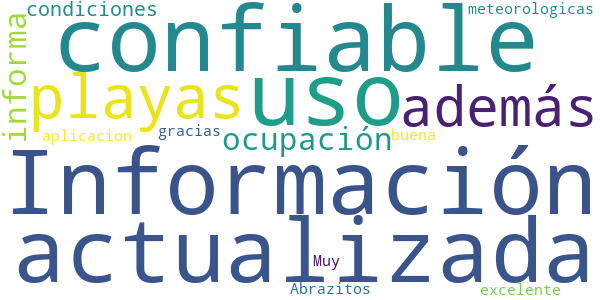 condiciones
meteorologicas
confiable
informa
playas
uso
además
aplicacion
gracias
ocupación
buena
Información
actualizada
Muy
Abrazitos
excelente